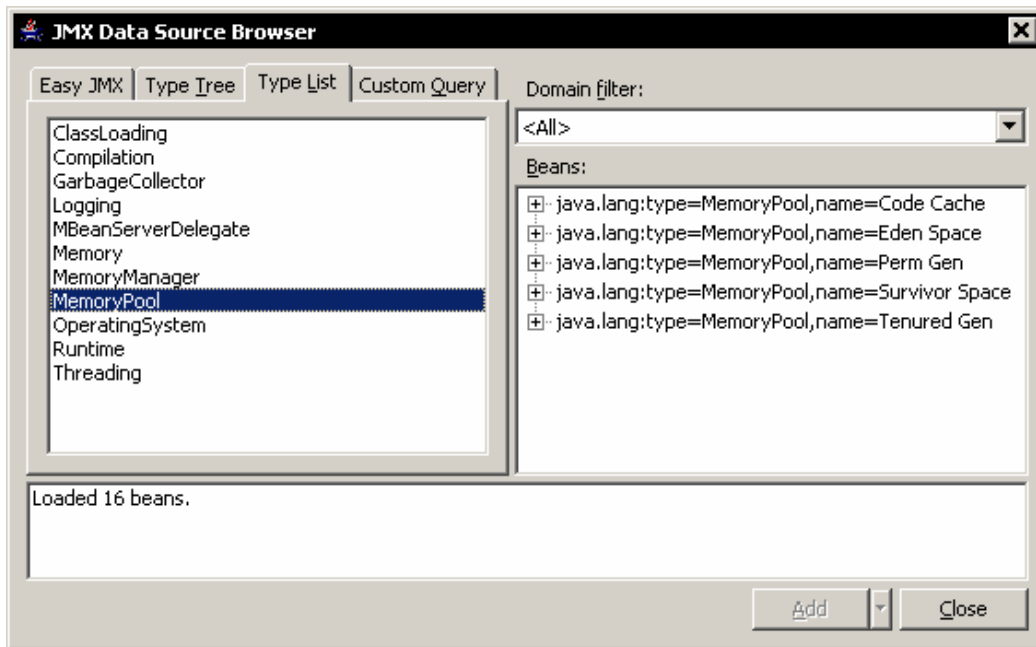 JMX Data Source Browser
Easy JMX
Type Tree
Type List
Custom Query
ClassLoading
Compilation
GarbageCollector
Logging
MBeanServerDelegate
Memory
MemoryManager
MemoryPool
OperatingSystem
Runtime
Threading
Domain filter:
<All>
Beans:
java.lang:type=MemoryPool,name=Code Cache
java.lang:type=MemoryPool,name=Eden Space
java.lang:type=MemoryPool,name=Perm Gen
java.lang:type=MemoryPool,name=Survivor Space
java.lang:type=MemoryPool,name=Tenured Gen
Loaded 16 beans.
Add
Close